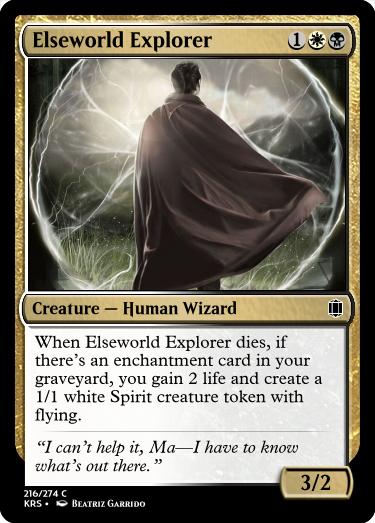 Elseworld Explorer 1
Creature — Human Wizard
When Elseworld Explorer dies, if
there's an enchantment card in your
graveyard, you gain 2 life and create a
1/1 white Spirit creature token with
flying.
“I can't help it, Ma—I have to know
what's out there.”
3/2
216/274 C
KRS • Beatriz Garrido